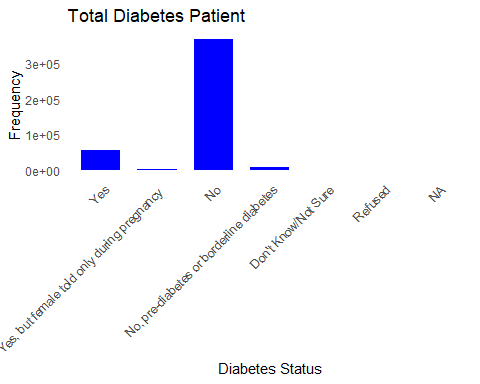 Total Diabetes Patient
Frequency
3e+05
2e+05
1e+05
0e+00
Yes
Yes, but female told only during pregnancy
No
No, pre-diabetes or borderline diabetes
Don't Know/Not Sure
Refused
NA
Diabetes Status